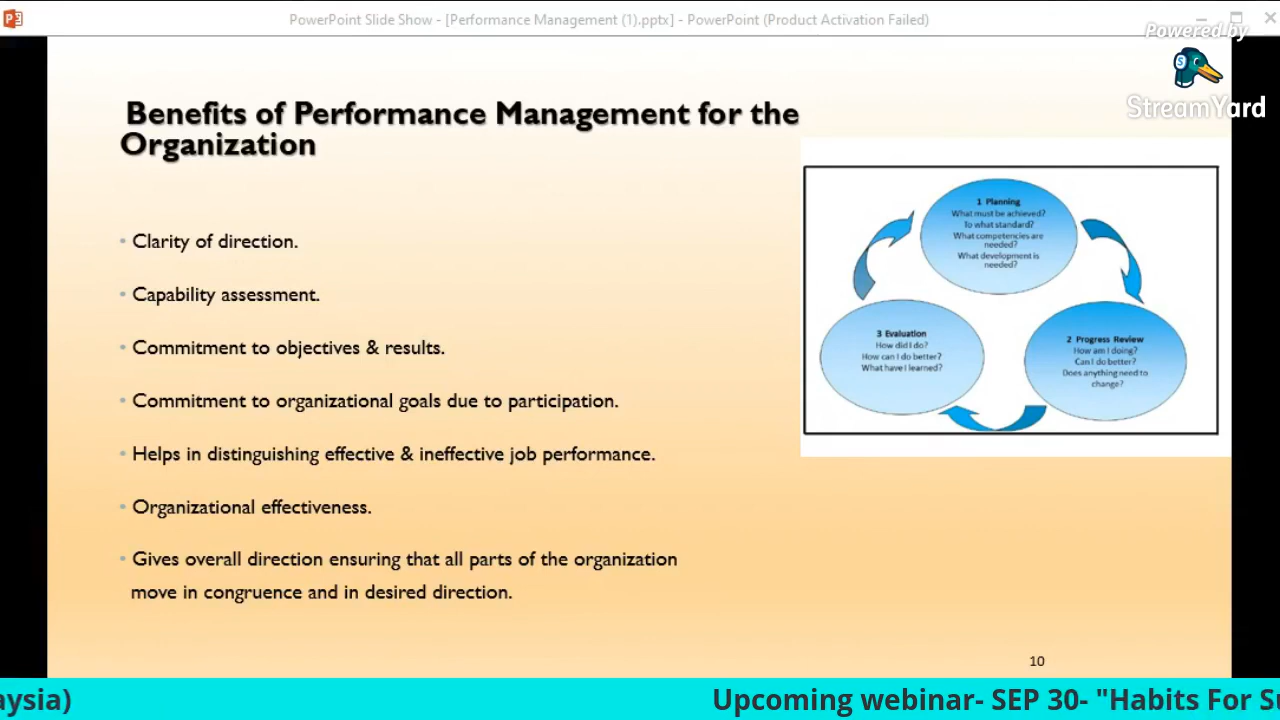 PowerPoint Slide Show - [Performance Management (1).pptx] - PowerPoint (Product Activation Failed)
Powered by
StreamYard
Benefits of Performance Management for the
Organization
• Clarity of direction.
• Capability assessment.
• Commitment to objectives & results.
• Commitment to organizational goals due to participation.
• Helps in distinguishing effective & ineffective job performance.
• Organizational effectiveness.
• Gives overall direction ensuring that all parts of the organization
move in congruence and in desired direction.
1 Planning
What must be achieved?
To what standard?
What competencies are
needed?
What development is
needed?
2 Progress Review
How am I doing?
Can I do better?
Does anything need to
change?
3 Evaluation
How did I do?
How can I do better?
What have I learned?
10
aysia)
Upcoming webinar- SEP 30- "Habits For Su